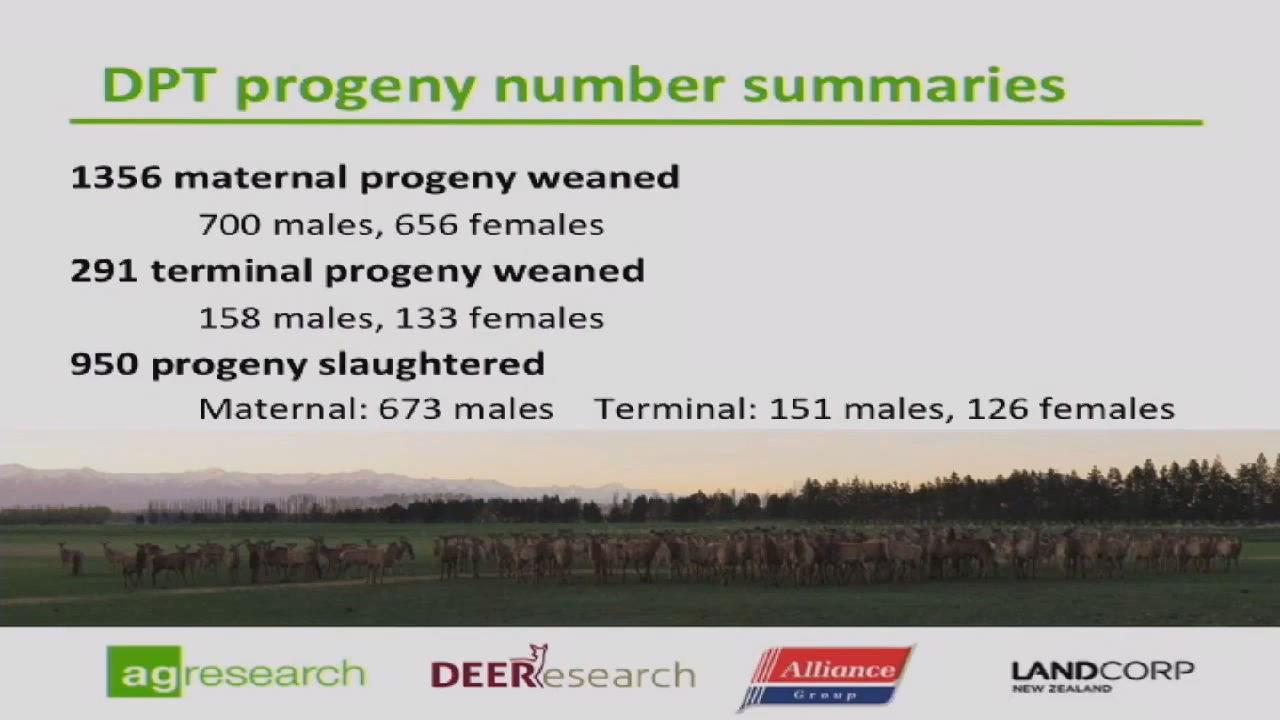 DPT progeny number summaries
1356 maternal progeny weaned
700 males, 656 females
291 terminal progeny weaned
158 males, 133 females
950 progeny slaughtered
Maternal: 673 males Terminal: 151 males, 126 females
agresearch
DEEResearch
Alliance
Group
LANDCORP
NEW ZEALAND